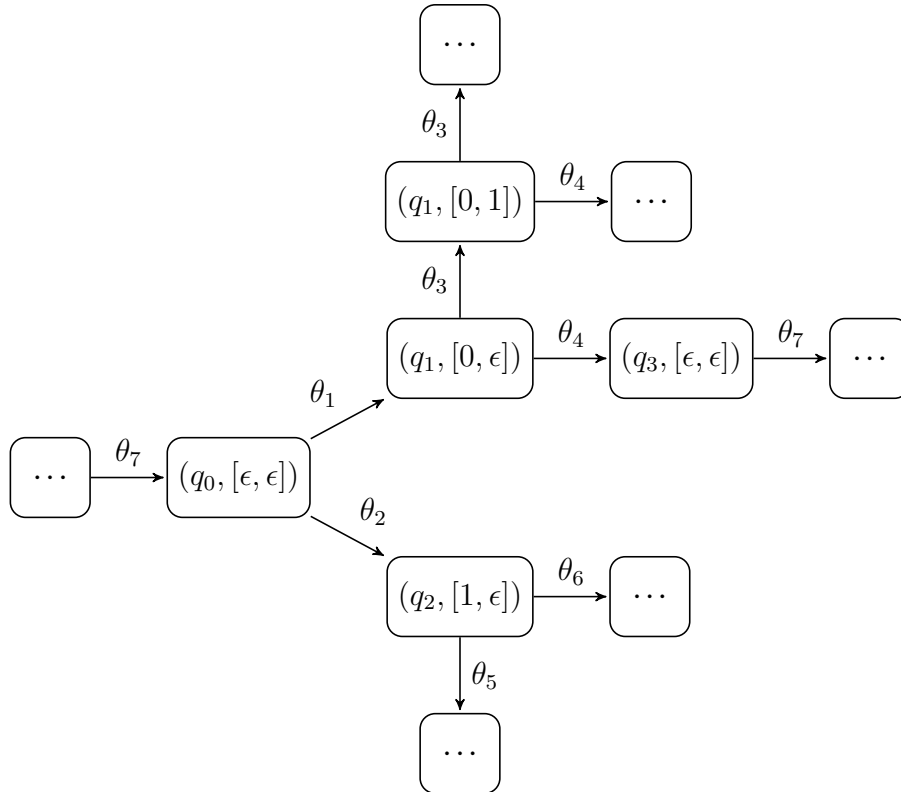 ⋯
θ₃
(q₁, [0, 1])
θ₄
⋯
θ₃
(q₁, [0, ϵ])
θ₄
(q₃, [ϵ, ϵ])
θ₇
⋯
θ₁
⋯
θ₇
(q₀, [ϵ, ϵ])
θ₂
(q₂, [1, ϵ])
θ₆
⋯
θ₅
⋯